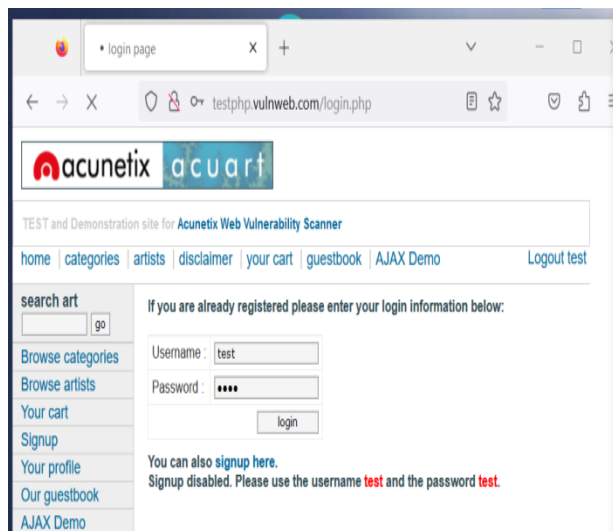 login page
testphp.vulnweb.com/login.php
acunetix acuart
TEST and Demonstration site for Acunetix Web Vulnerability Scanner
home | categories | artists | disclaimer | your cart | guestbook | AJAX Demo
Logout test
search art
go
Browse categories
Browse artists
Your cart
Signup
Your profile
Our guestbook
AJAX Demo
If you are already registered please enter your login information below:
Username : test
Password : ••••
login
You can also signup here.
Signup disabled. Please use the username test and the password test.